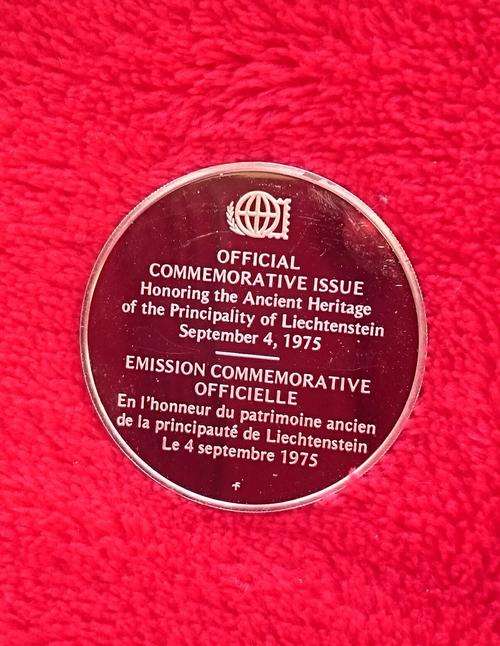 OFFICIAL
COMMEMORATIVE ISSUE
Honoring the Ancient Heritage
of the Principality of Liechtenstein
September 4, 1975
EMISSION COMMEMORATIVE
OFFICIELLE
En l'honneur du patrimoine ancien
de la principauté de Liechtenstein
Le 4 septembre 1975